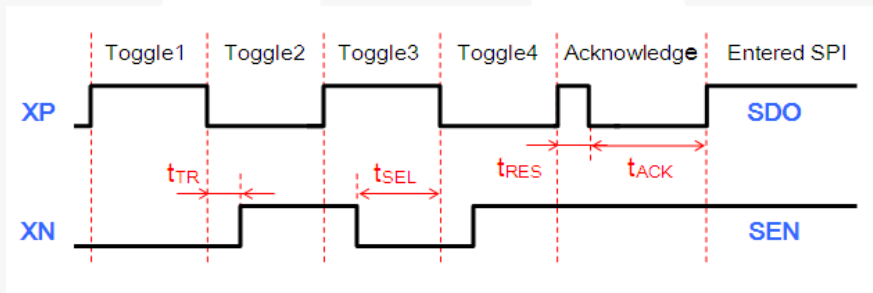 Toggle1 Toggle2 Toggle3 Toggle4 Acknowledge Entered SPI
XP SDO
tTR tSEL tRES tACK
XN SEN